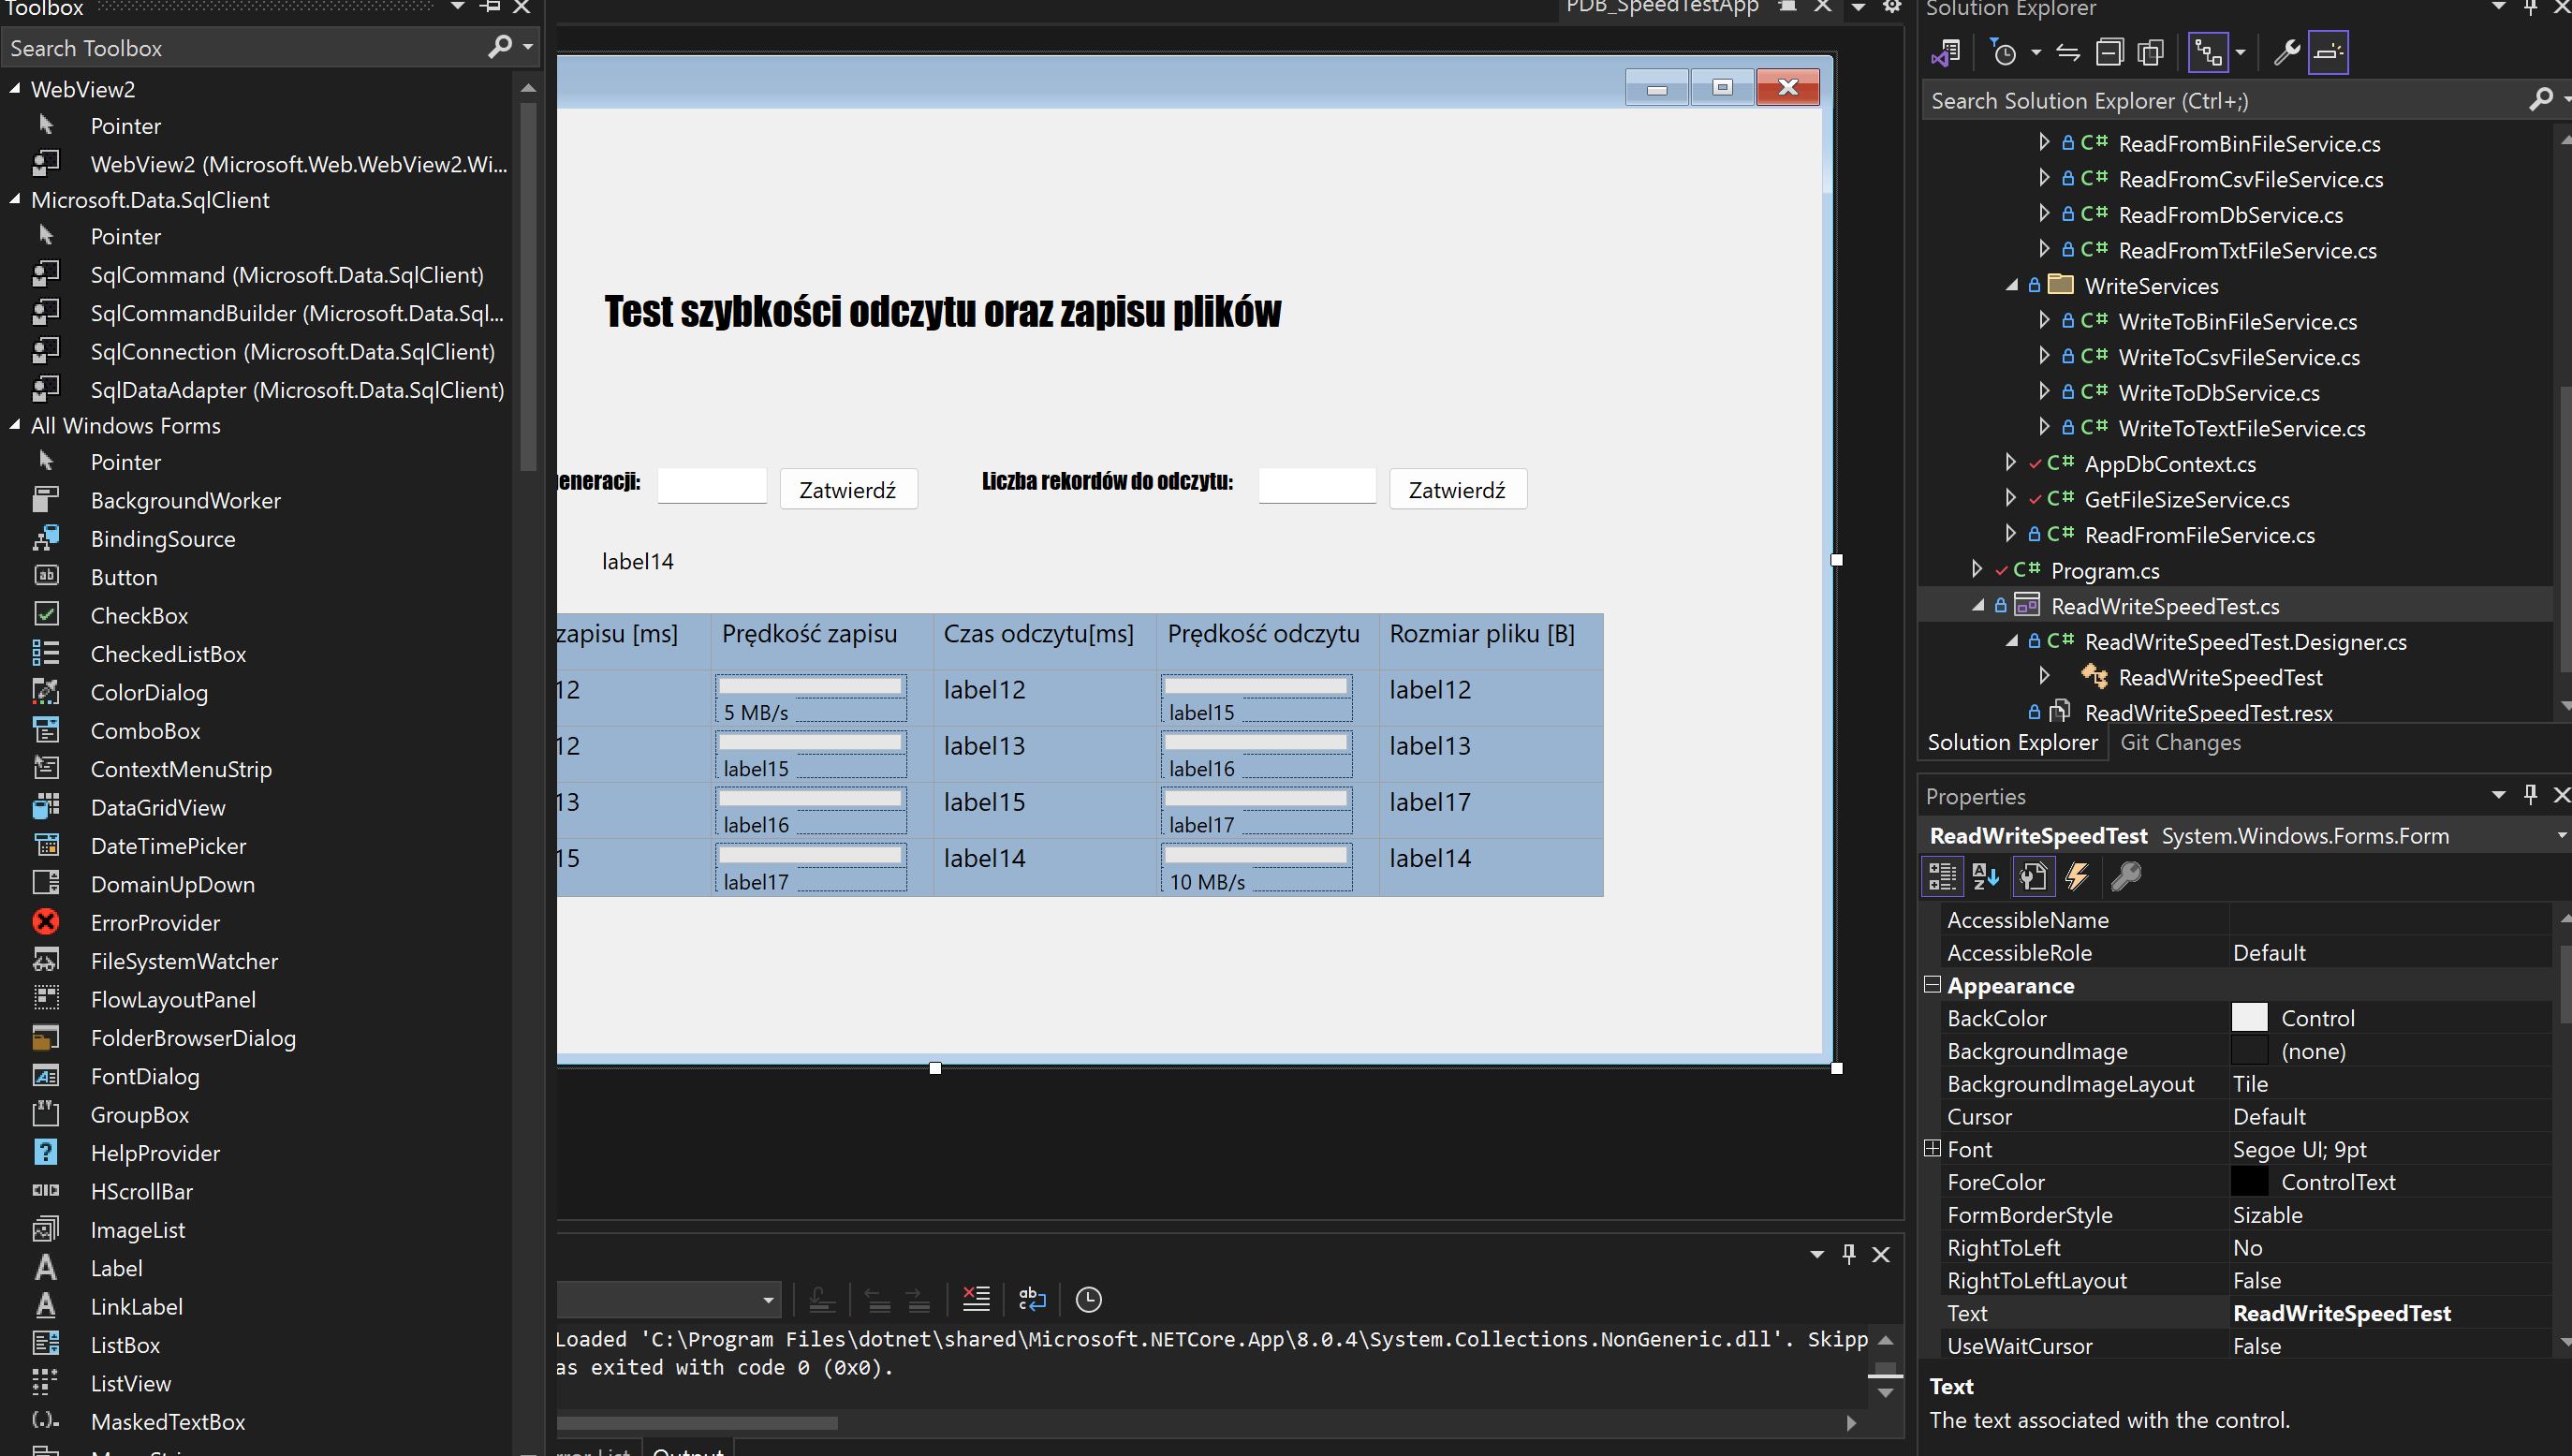 Toolbox
Search Toolbox
WebView2
Pointer
WebView2 (Microsoft.Web.WebView2.Wi...
Microsoft.Data.SqlClient
Pointer
SqlCommand (Microsoft.Data.SqlClient)
SqlCommandBuilder (Microsoft.Data.Sql...
SqlConnection (Microsoft.Data.SqlClient)
SqlDataAdapter (Microsoft.Data.SqlClient)
All Windows Forms
Pointer
BackgroundWorker
BindingSource
Button
CheckBox
CheckedListBox
ColorDialog
ComboBox
ContextMenuStrip
DataGridView
DateTimePicker
DomainUpDown
ErrorProvider
FileSystemWatcher
FlowLayoutPanel
FolderBrowserDialog
FontDialog
GroupBox
HelpProvider
HScrollBar
ImageList
Label
LinkLabel
ListBox
ListView
MaskedTextBox
PDB_SpeedTestApp
Test szybkości odczytu oraz zapisu plików
eneracji:
Zatwierdź
Liczba rekordów do odczytu:
Zatwierdź
label14
zapisu [ms] Prędkość zapisu Czas odczytu[ms] Prędkość odczytu Rozmiar pliku [B]
12 5 MB/s label12 label15 label12
12 label15 label13 label16 label13
13 label16 label15 label17 label17
15 label17 label14 10 MB/s label14
Loaded 'C:\Program Files\dotnet\shared\Microsoft.NETCore.App\8.0.4\System.Collections.NonGeneric.dll'. Skipp
as exited with code 0 (0x0).
rror List Output
Solution Explorer
Search Solution Explorer (Ctrl+;)
C# ReadFromBinFileService.cs
C# ReadFromCsvFileService.cs
C# ReadFromDbService.cs
C# ReadFromTxtFileService.cs
WriteServices
C# WriteToBinFileService.cs
C# WriteToCsvFileService.cs
C# WriteToDbService.cs
C# WriteToTextFileService.cs
C# AppDbContext.cs
C# GetFileSizeService.cs
C# ReadFromFileService.cs
C# Program.cs
ReadWriteSpeedTest.cs
C# ReadWriteSpeedTest.Designer.cs
ReadWriteSpeedTest
ReadWriteSpeedTest.resx
Solution Explorer Git Changes
Properties
ReadWriteSpeedTest System.Windows.Forms.Form
AccessibleName
AccessibleRole Default
Appearance
BackColor Control
BackgroundImage (none)
BackgroundImageLayout Tile
Cursor Default
Font Segoe UI; 9pt
ForeColor ControlText
FormBorderStyle Sizable
RightToLeft No
RightToLeftLayout False
Text ReadWriteSpeedTest
UseWaitCursor False
Text
The text associated with the control.